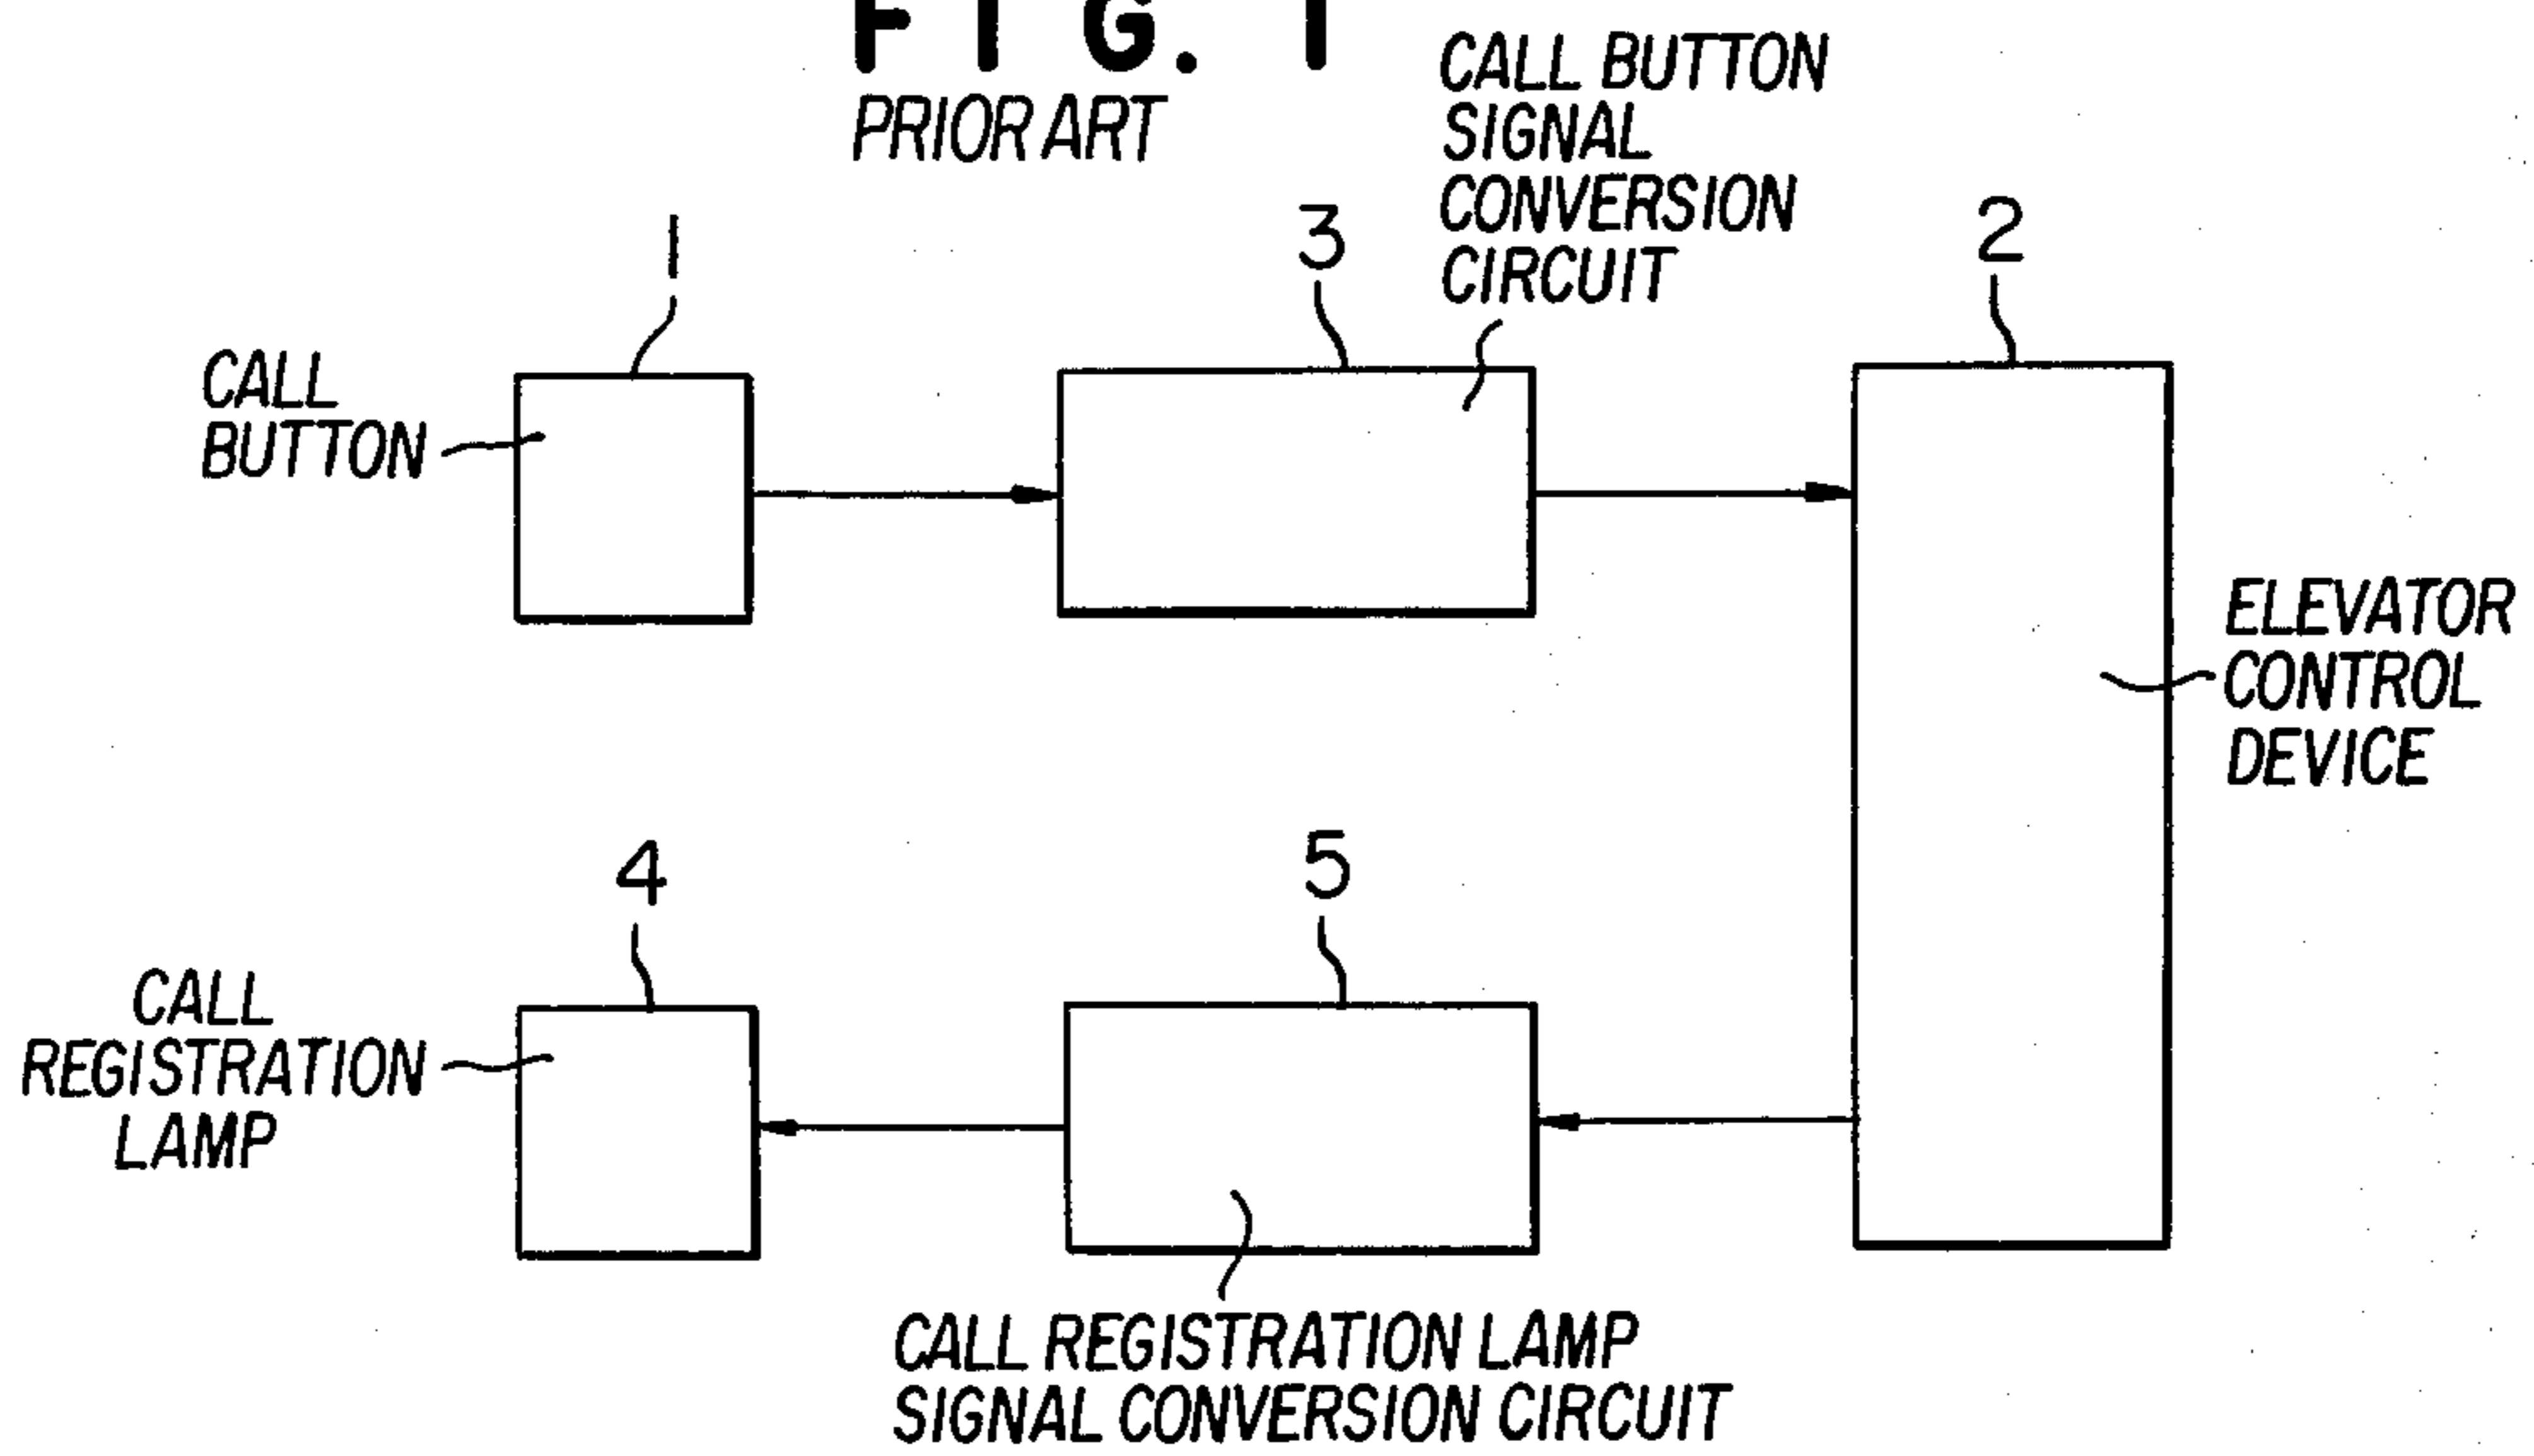 FIG. 1
PRIOR ART
CALL BUTTON
SIGNAL
CONVERSION
CIRCUIT
1
3
2
CALL
BUTTON
ELEVATOR
CONTROL
DEVICE
4
5
CALL
REGISTRATION
LAMP
CALL REGISTRATION LAMP
SIGNAL CONVERSION CIRCUIT